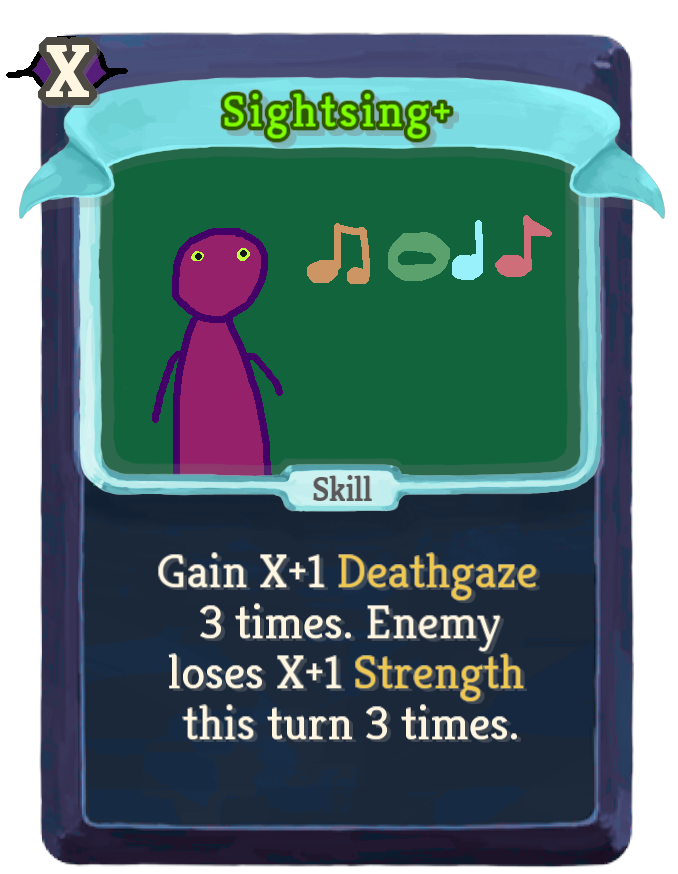 X
Sightsing+
Skill
Gain X+1 Deathgaze
3 times. Enemy
loses X+1 Strength
this turn 3 times.